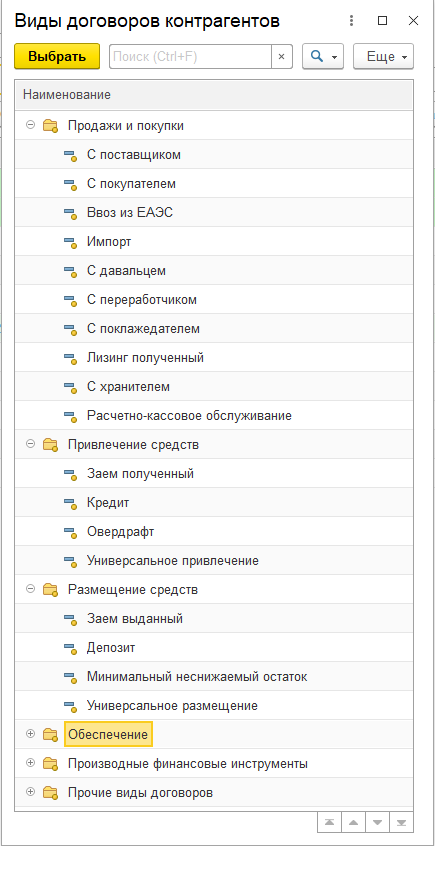 Виды договоров контрагентов
Выбрать Поиск (Ctrl+F) Еще
Наименование
Продажи и покупки
С поставщиком
С покупателем
Ввоз из ЕАЭС
Импорт
С давальцем
С переработчиком
С поклажедателем
Лизинг полученный
С хранителем
Расчетно-кассовое обслуживание
Привлечение средств
Заем полученный
Кредит
Овердрафт
Универсальное привлечение
Размещение средств
Заем выданный
Депозит
Минимальный неснижаемый остаток
Универсальное размещение
Обеспечение
Производные финансовые инструменты
Прочие виды договоров